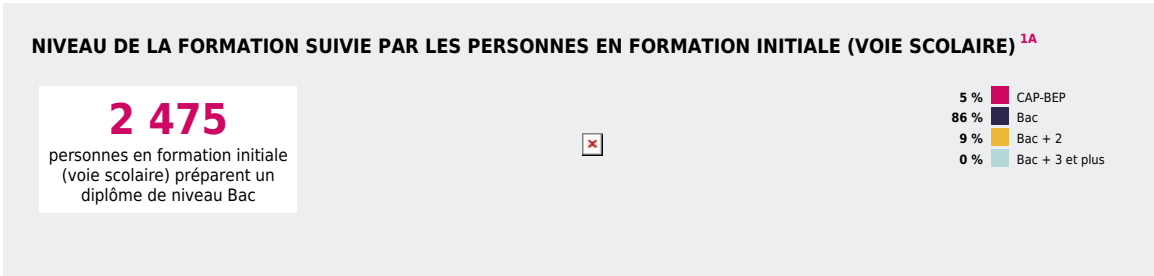 NIVEAU DE LA FORMATION SUIVIE PAR LES PERSONNES EN FORMATION INITIALE (VOIE SCOLAIRE) 1A
2 475
personnes en formation initiale
(voie scolaire) préparent un
diplôme de niveau Bac
5 % CAP-BEP
86 % Bac
9 % Bac + 2
0 % Bac + 3 et plus